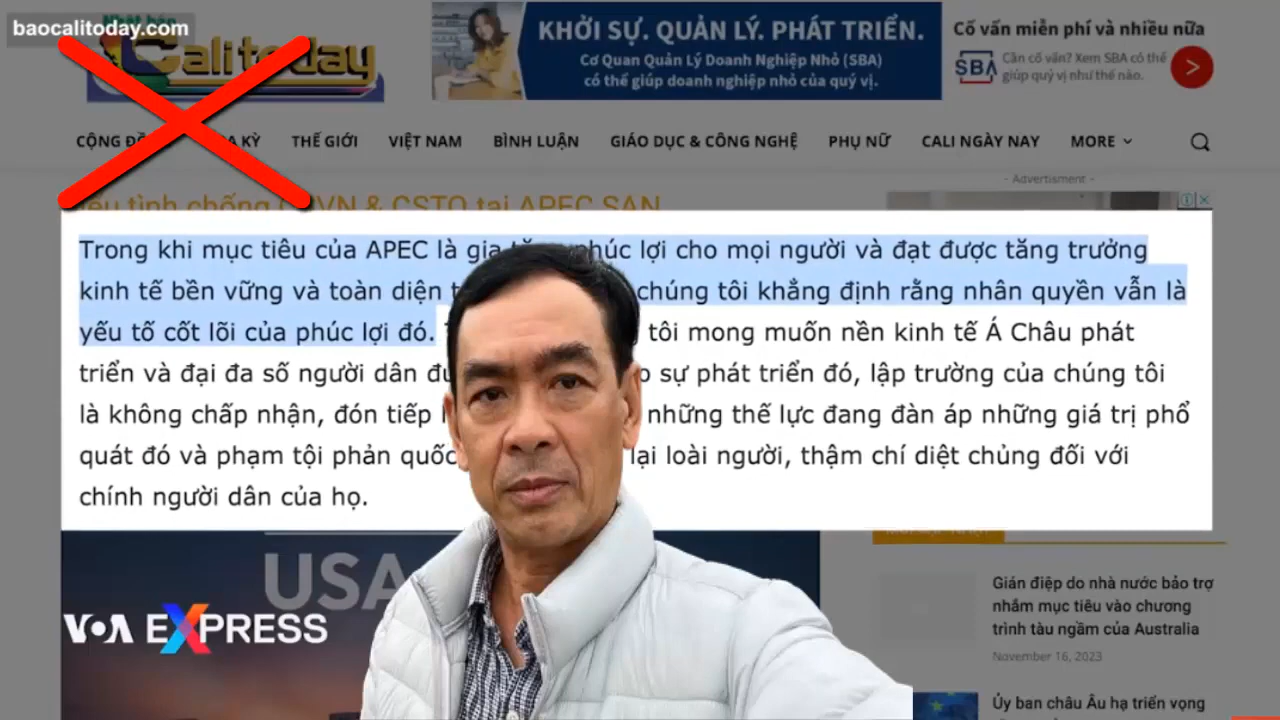 baocalitoday.com
Calitoday
KHỞI SỰ. QUẢN LÝ. PHÁT TRIỂN.
Cơ Quan Quản Lý Doanh Nghiệp Nhỏ (SBA)
có thể giúp doanh nghiệp nhỏ của quý vị.
Cố vấn miễn phí và nhiều nữa
SBA
Cần cố vấn? Xem SBA có thể
giúp quý vị như thế nào.
CỘNG KỲ THẾ GIỚI VIỆT NAM BÌNH LUẬN GIÁO DỤC & CÔNG NGHỆ PHỤ NỮ CALI NGÀY NAY MORE
- Advertisment -
tình chống & CSTQ tại APEC SAN
Trong khi mục tiêu của APEC là gia phúc lợi cho mọi người và đạt được tăng trưởng
kinh tế bền vững và toàn diện chúng tôi khẳng định rằng nhân quyền vẫn là
yếu tố cốt lõi của phúc lợi đó. tôi mong muốn nền kinh tế Á Châu phát
triển và đại đa số người dân sự phát triển đó, lập trường của chúng tôi
là không chấp nhận, đón tiếp những thế lực đang đàn áp những giá trị phổ
quát đó và phạm tội phản quốc lại loài người, thậm chí diệt chủng đối với
chính người dân của họ.
USA
VOA EXPRESS
Gián điệp do nhà nước bảo trợ
nhắm mục tiêu vào chương
trình tàu ngầm của Australia
November 16, 2023
Ủy ban châu Âu hạ triển vọng